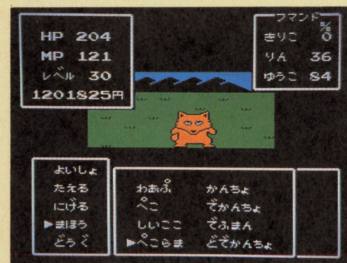 HP 204
MP 121
レベル 30
1201825円
コマンド
きりこ %0
りん 36
ゆうこ 84
よいしょ
たえる
にげる
▶まほう
どうぐ
わあぷ かんちょ
ぺこ でかんちょ
しいここ でふまん
▶ぺこらま どでかんちょ